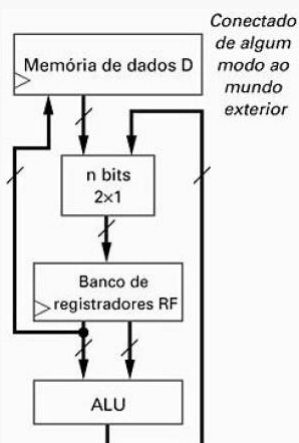 Conectado
de algum
modo ao
mundo
exterior
Memória de dados D
n bits
2×1
Banco de
registradores RF
ALU